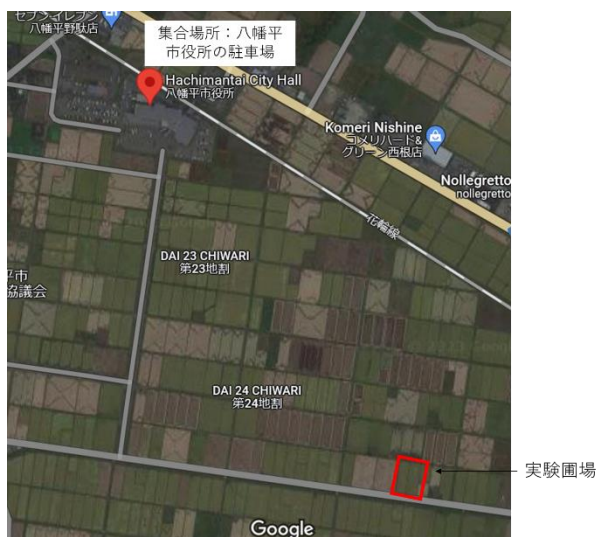 セブン-イレブン
八幡平野駄店
集合場所：八幡平
市役所の駐車場
Hachimantai City Hall
八幡平市役所
Komeri Nishine
コメリハード&
グリーン西根店
Nollegretto
nollegretto
花輪線
DAI 23 CHIWARI
第23地割
平市
協議会
DAI 24 CHIWARI
第24地割
実験圃場
Google